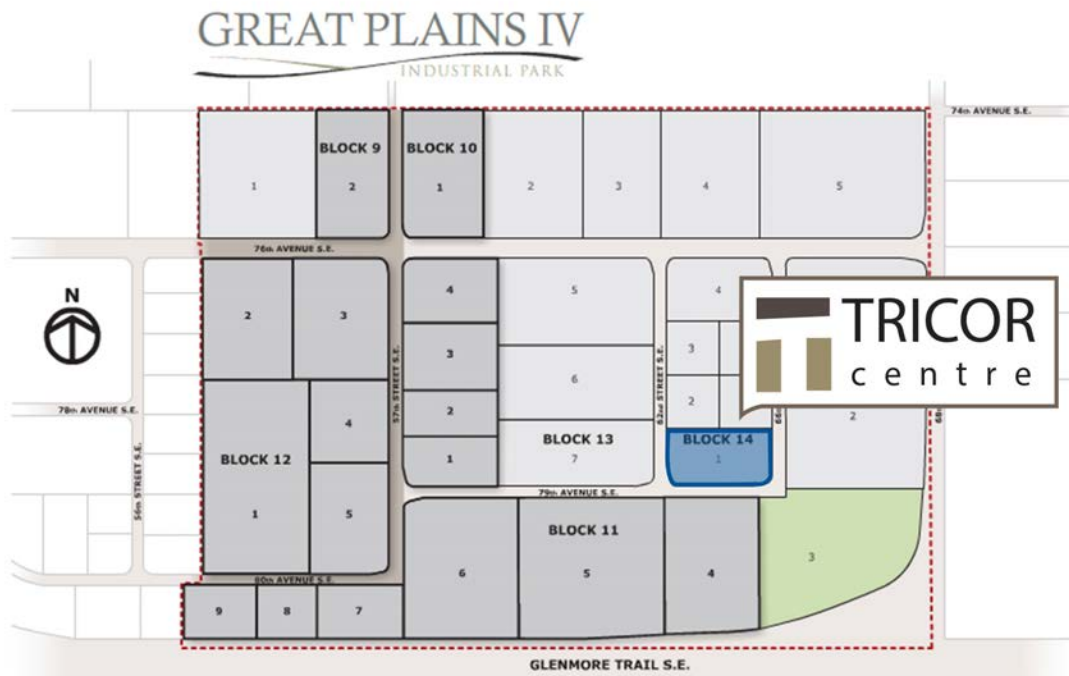 GREAT PLAINS IV
INDUSTRIAL PARK
74th AVENUE S.E.
BLOCK 9
BLOCK 10
1
2
1
2
3
4
5
76th AVENUE S.E.
N
2
3
4
5
4
TRICOR
centre
3
3
57th STREET S.E.
6
62nd STREET S.E.
78th AVENUE S.E.
4
2
2
2
BLOCK 12
1
BLOCK 13
7
BLOCK 14
1
56th STREET S.E.
79th AVENUE S.E.
1
5
BLOCK 11
6
5
4
3
80th AVENUE S.E.
9
8
7
GLENMORE TRAIL S.E.